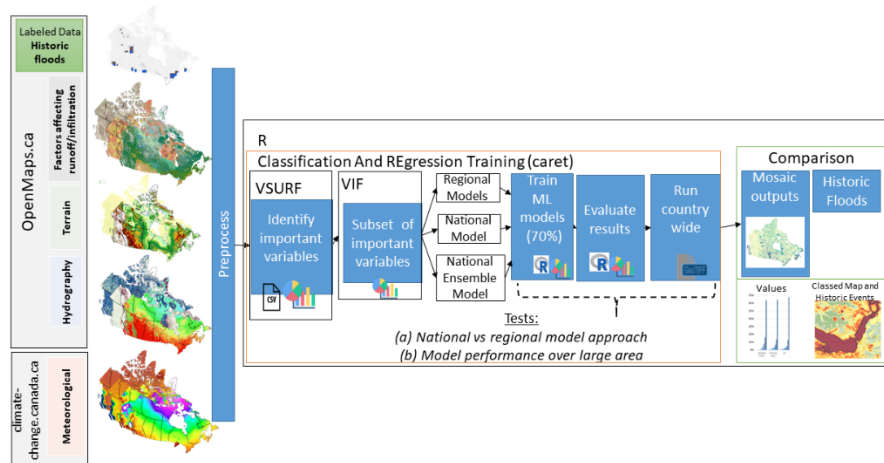 Labeled Data
Historic
floods
OpenMaps.ca
Factors affecting
runoff/infiltration
Terrain
Hydrography
climate-
change.canada.ca
Meteorological
Preprocess
R
Classification And REgression Training (caret)
VSURF
Identify
important
variables
CSV
VIF
Subset of
important
variables
Regional
Models
National
Model
National
Ensemble
Model
Train
ML
models
(70%)
R
Evaluate
results
R
Run
country
wide
GeoTIFF
Tests:
(a) National vs regional model approach
(b) Model performance over large area
Comparison
Mosaic
outputs
Historic
Floods
Values
Classed Map and
Historic Events